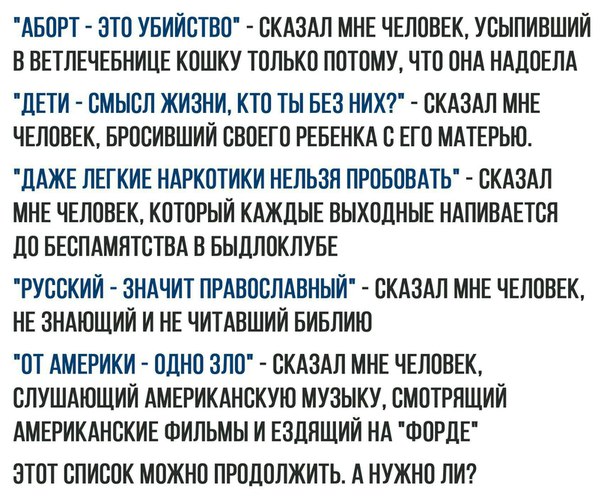 "АБОРТ - ЭТО УБИЙСТВО" - СКАЗАЛ МНЕ ЧЕЛОВЕК, УСЫПИВШИЙ
В ВЕТЛЕЧЕБНИЦЕ КОШКУ ТОЛЬКО ПОТОМУ, ЧТО ОНА НАДОЕЛА
"ДЕТИ - СМЫСЛ ЖИЗНИ, КТО ТЫ БЕЗ НИХ?" - СКАЗАЛ МНЕ
ЧЕЛОВЕК, БРОСИВШИЙ СВОЕГО РЕБЕНКА С ЕГО МАТЕРЬЮ.
"ДАЖЕ ЛЕГКИЕ НАРКОТИКИ НЕЛЬЗЯ ПРОБОВАТЬ" - СКАЗАЛ
МНЕ ЧЕЛОВЕК, КОТОРЫЙ КАЖДЫЕ ВЫХОДНЫЕ НАПИВАЕТСЯ
ДО БЕСПАМЯТСТВА В БЫДЛОКЛУБЕ
"РУССКИЙ - ЗНАЧИТ ПРАВОСЛАВНЫЙ" - СКАЗАЛ МНЕ ЧЕЛОВЕК,
НЕ ЗНАЮЩИЙ И НЕ ЧИТАВШИЙ БИБЛИЮ
"ОТ АМЕРИКИ - ОДНО ЗЛО" - СКАЗАЛ МНЕ ЧЕЛОВЕК,
СЛУШАЮЩИЙ АМЕРИКАНСКУЮ МУЗЫКУ, СМОТРЯЩИЙ
АМЕРИКАНСКИЕ ФИЛЬМЫ И ЕЗДЯЩИЙ НА "ФОРДЕ"
ЭТОТ СПИСОК МОЖНО ПРОДОЛЖИТЬ. А НУЖНО ЛИ?